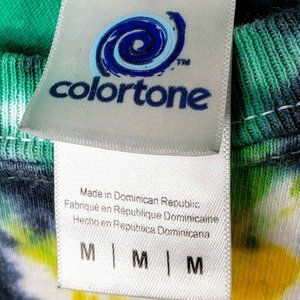 TM
colortone
Made in Dominican Republic
Fabriqué en République Dominicaine
Hecho en República Dominicana
M | M | M